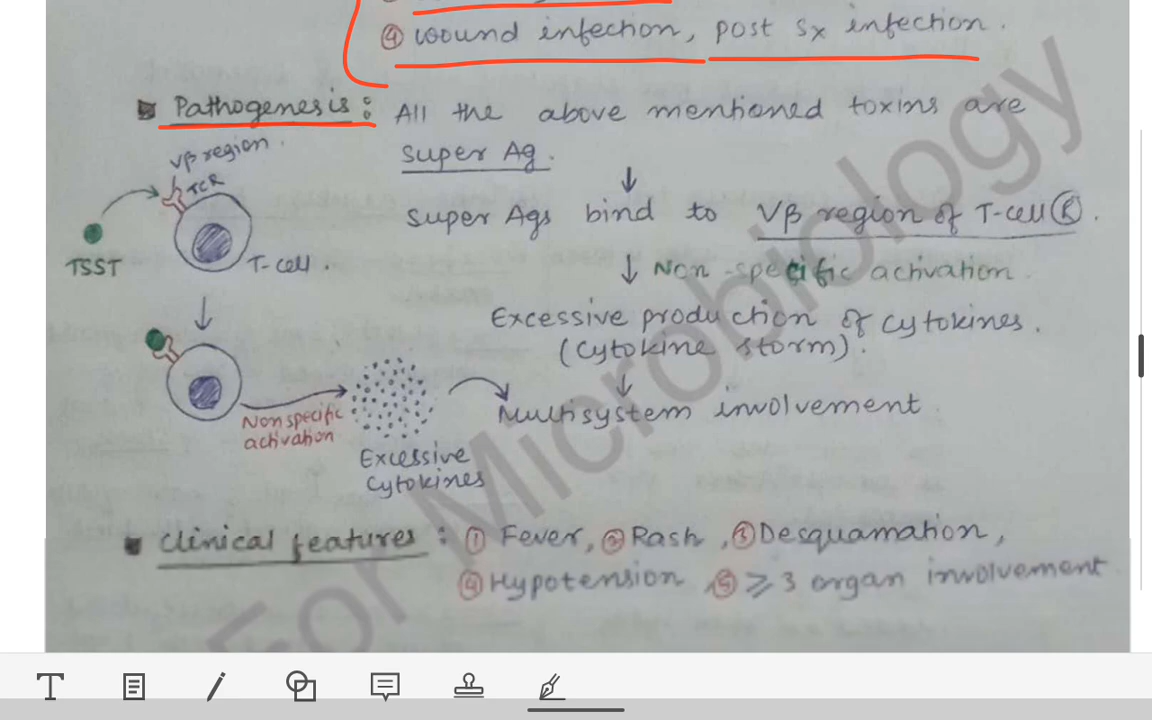 ④ wound infection, post sx infection.
Pathogenesis: All the above mentioned toxins are
super Ag.
Vβ region.
TCR
TSST
T-cell.
↓
Super Ags bind to Vβ region of T-cell Ⓡ.
↓ Non-specific activation.
Excessive production of cytokines.
(cytokine storm).
↓
Multisystem involvement
Non specific
activation
Excessive
cytokines
Clinical features: ① Fever, ② Rash, ③ Desquamation,
④ Hypotension, ⑤ ≥ 3 organ involvement
For Microbiology
T